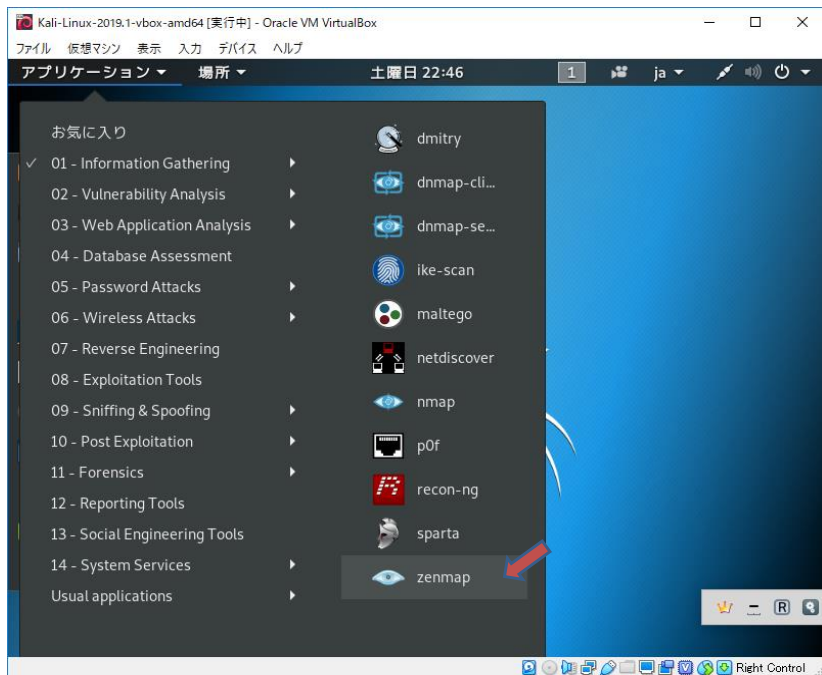 Kali-Linux-2019.1-vbox-amd64 [実行中] - Oracle VM VirtualBox
ファイル 仮想マシン 表示 入力 デバイス ヘルプ
アプリケーション 場所 土曜日 22:46 1 ja
お気に入り
01 - Information Gathering
02 - Vulnerability Analysis
03 - Web Application Analysis
04 - Database Assessment
05 - Password Attacks
06 - Wireless Attacks
07 - Reverse Engineering
08 - Exploitation Tools
09 - Sniffing & Spoofing
10 - Post Exploitation
11 - Forensics
12 - Reporting Tools
13 - Social Engineering Tools
14 - System Services
Usual applications
dmitry
dnmap-cli...
dnmap-se...
ike-scan
maltego
netdiscover
nmap
p0f
recon-ng
sparta
zenmap
R
Right Control